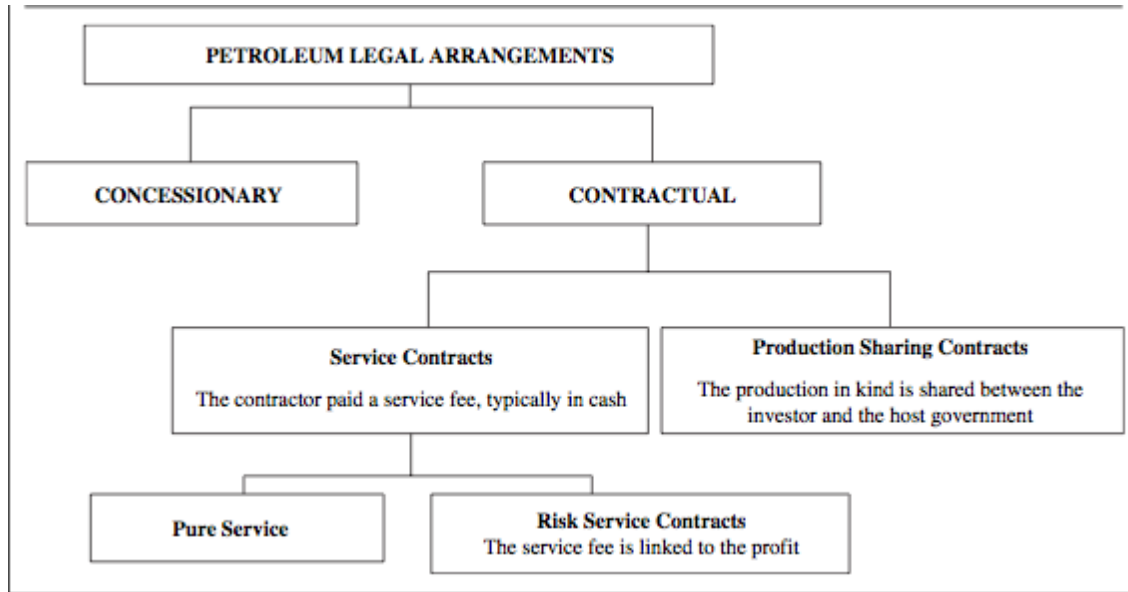 PETROLEUM LEGAL ARRANGEMENTS
CONCESSIONARY
CONTRACTUAL
Service Contracts
The contractor paid a service fee, typically in cash
Production Sharing Contracts
The production in kind is shared between the
investor and the host government
Pure Service
Risk Service Contracts
The service fee is linked to the profit